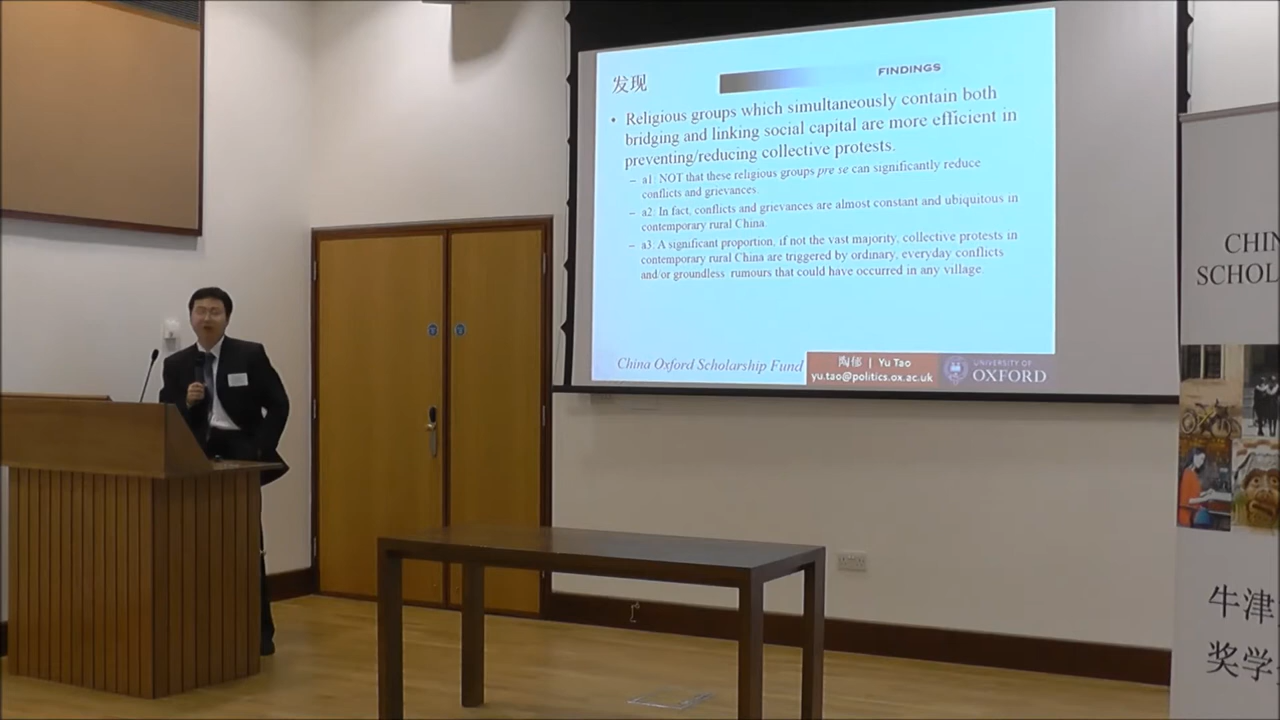 发现
FINDINGS
• Religious groups which simultaneously contain both
bridging and linking social capital are more efficient in
preventing/reducing collective protests.
– a1. NOT that these religious groups pre se can significantly reduce
conflicts and grievances.
– a2. In fact, conflicts and grievances are almost constant and ubiquitous in
contemporary rural China.
– a3. A significant proportion, if not the vast majority, collective protests in
contemporary rural China are triggered by ordinary, everyday conflicts
and/or groundless rumours that could have occurred in any village.
China Oxford Scholarship Fund
陶郁 | Yu Tao
yu.tao@politics.ox.ac.uk
UNIVERSITY OF
OXFORD
CHIN
SCHOL
牛津
奖学